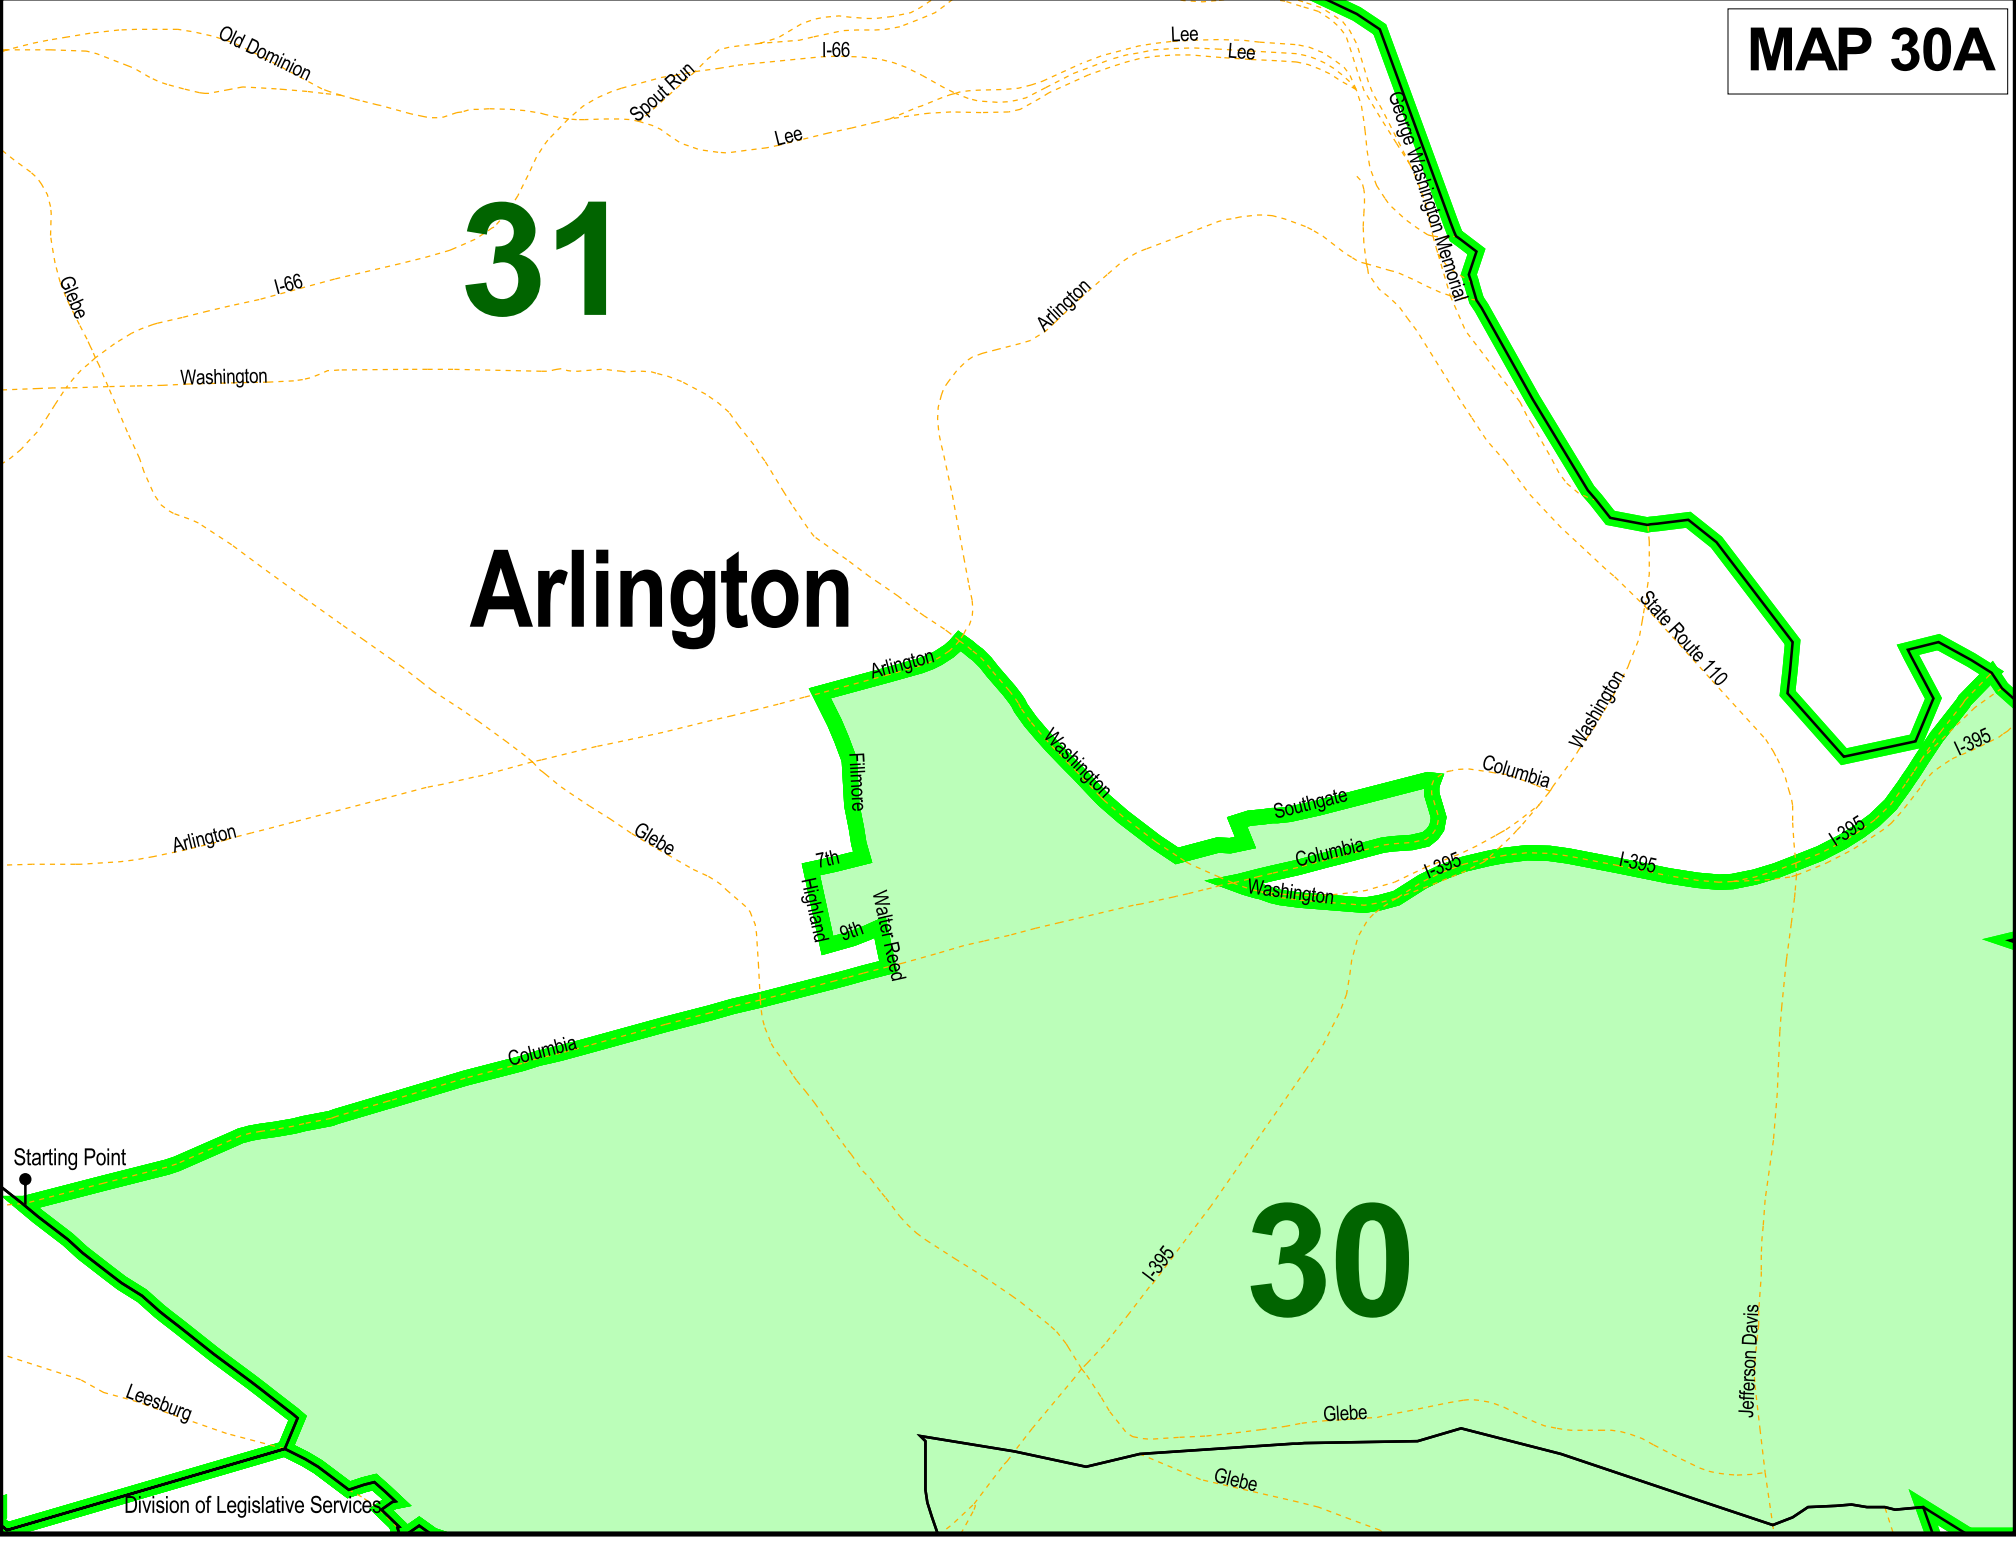 MAP 30A
Old Dominion
I-66
Lee
Lee
Spout Run
Lee
George Washington Memorial
31
Glebe
I-66
Arlington
Washington
Arlington
State Route 110
Arlington
Washington
Washington
I-395
Columbia
Fillmore
Southgate
Arlington
Glebe
I-395
7th
Columbia
I-395
I-395
Highland
Washington
Walter Reed
9th
Columbia
Starting Point
30
I-395
Jefferson Davis
Leesburg
Glebe
Glebe
Division of Legislative Services